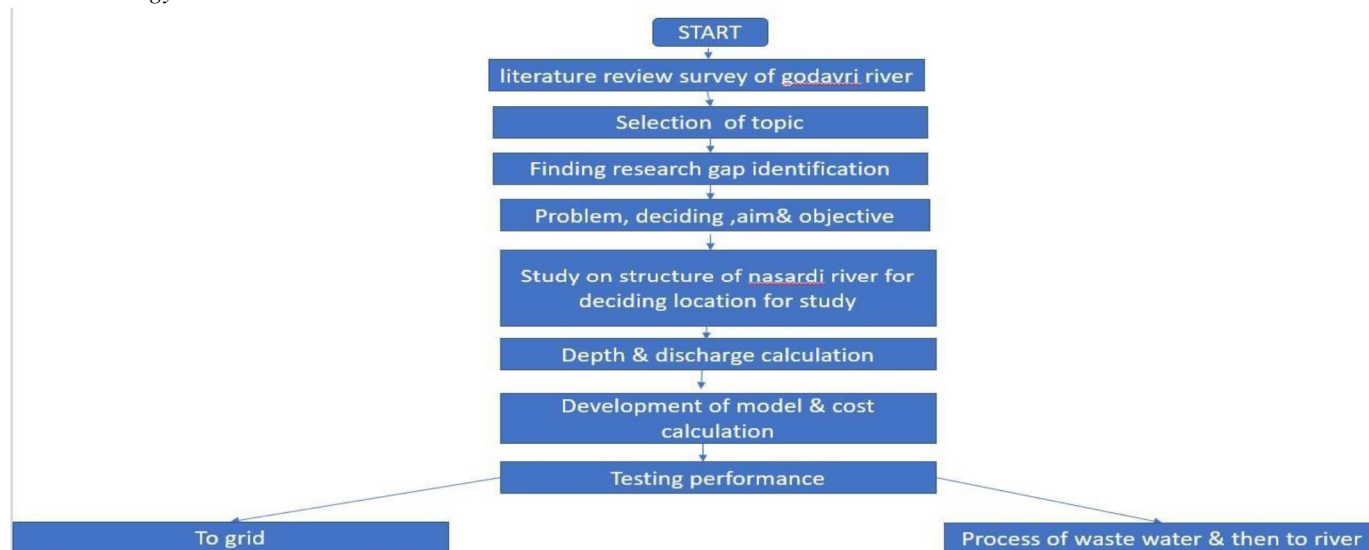 START
literature review survey of godavri river
Selection of topic
Finding research gap identification
Problem, deciding ,aim& objective
Study on structure of nasardi river for
deciding location for study
Depth & discharge calculation
Development of model & cost
calculation
Testing performance
To grid
Process of waste water & then to river